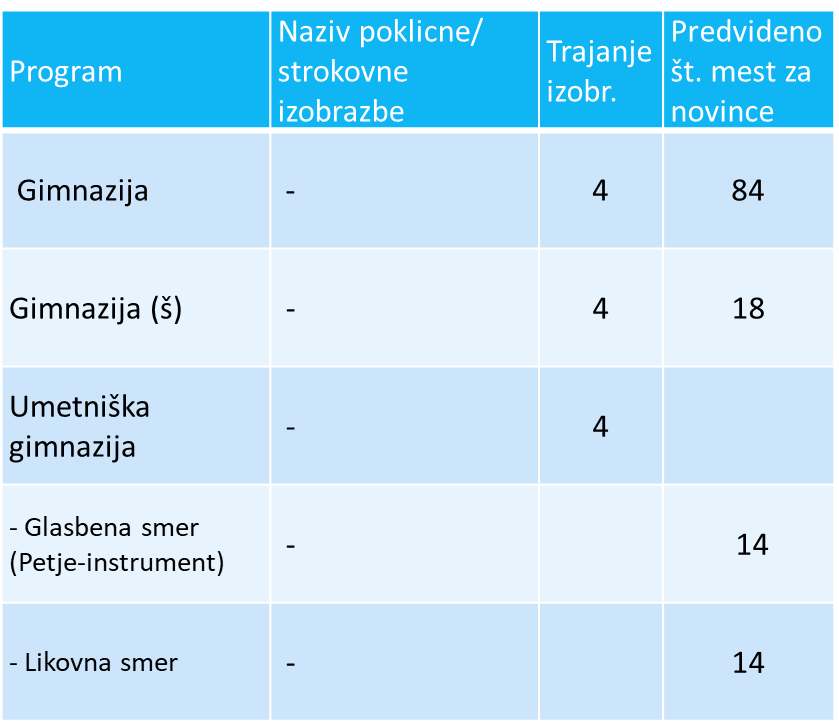 Program
Naziv poklicne/
strokovne
izobrazbe
Trajanje
izobr.
Predvideno
št. mest za
novince
Gimnazija
-
4
84
Gimnazija (š)
-
4
18
Umetniška
gimnazija
-
4
- Glasbena smer
(Petje-instrument)
-
14
- Likovna smer
-
14